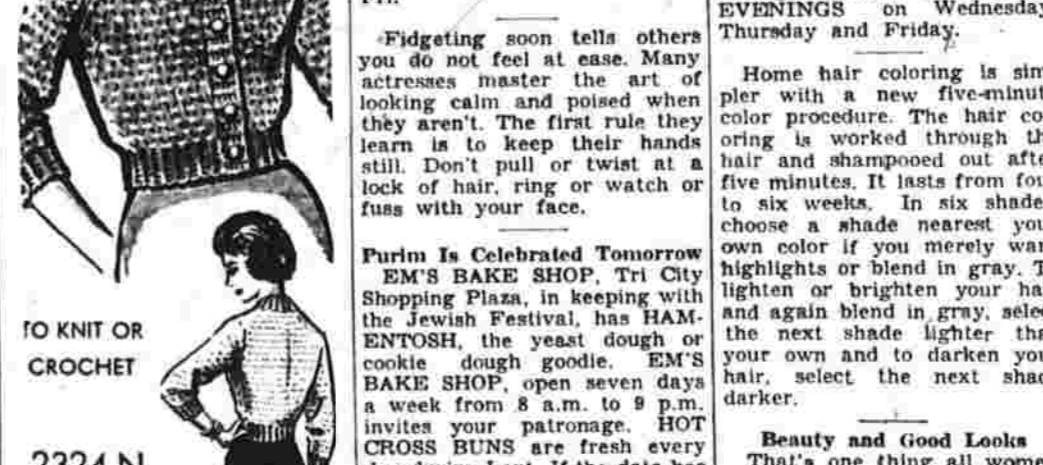 TO KNIT OR
CROCHET
2324 N
Fidgeting soon tells others
you do not feel at ease. Many
actresses master the art of
looking calm and poised when
they aren't. The first rule they
learn is to keep their hands
still. Don't pull or twist at a
lock of hair, ring or watch or
fuss with your face.
Purim Is Celebrated Tomorrow
EM'S BAKE SHOP, Tri City
Shopping Plaza, in keeping with
the Jewish Festival, has HAM-
ENTOSH, the yeast dough or
cookie dough goodie. EM'S
BAKE SHOP, open seven days
a week from 8 a.m. to 9 p.m.
invites your patronage. HOT
CROSS BUNS are fresh every
EVENINGS on Wednesday
Thursday and Friday.
Home hair coloring is sim
pler with a new five-minut
color procedure. The hair co
oring is worked through th
hair and shampooed out afte
five minutes. It lasts from fou
to six weeks. In six shade
choose a shade nearest you
own color if you merely wan
highlights or blend in gray. T
lighten or brighten your ha
and again blend in gray, selec
the next shade lighter tha
your own and to darken you
hair, select the next shad
darker.
Beauty and Good Looks
That's one thing all wome